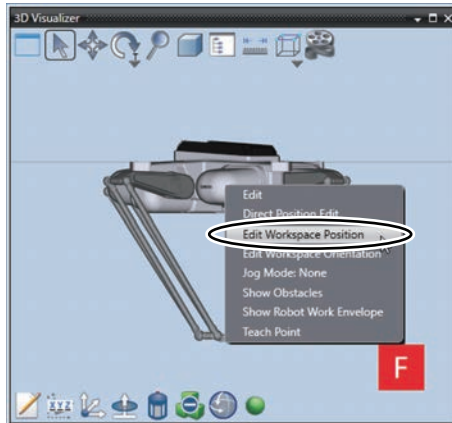 3D Visualizer
Edit
Direct Position Edit
Edit Workspace Position
Edit Workspace Orientation
Jog Mode: None
Show Obstacles
Show Robot Work Envelope
Teach Point
F
XYZ